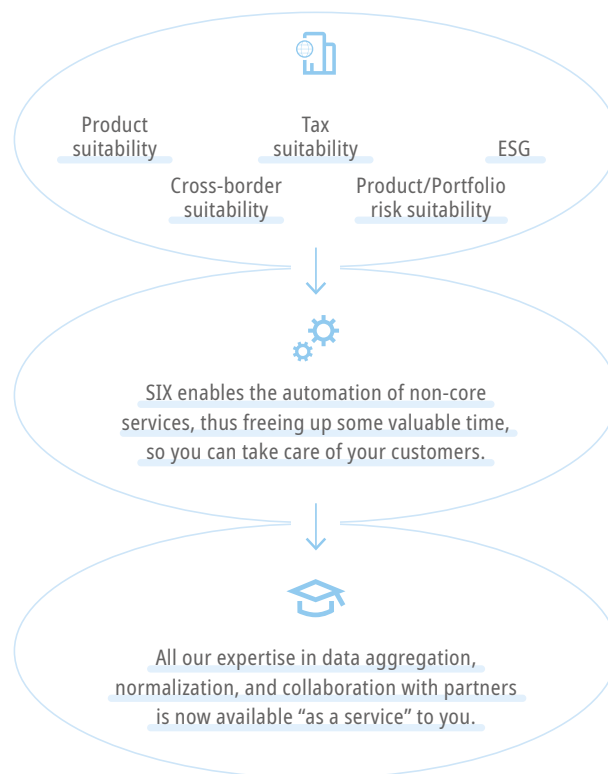 Product
suitability
Tax
suitability
ESG
Cross-border
suitability
Product/Portfolio
risk suitability
SIX enables the automation of non-core
services, thus freeing up some valuable time,
so you can take care of your customers.
All our expertise in data aggregation,
normalization, and collaboration with partners
is now available “as a service” to you.